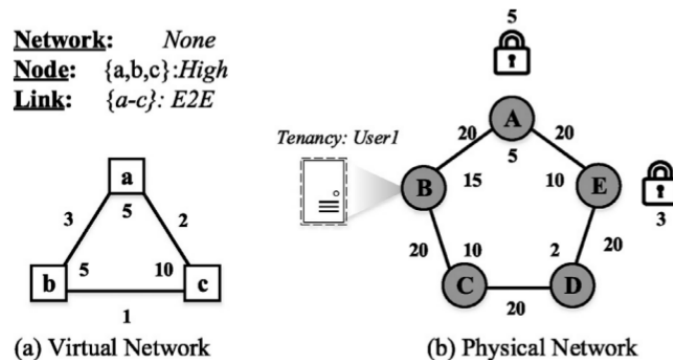 Network: None
Node: {a,b,c}:High
Link: {a-c}: E2E
a
3
5
2
b
5
10
c
1
(a) Virtual Network
5
Tenancy: User1
A
20
20
5
B
15
10
E
3
20
10
2
20
C
D
20
(b) Physical Network